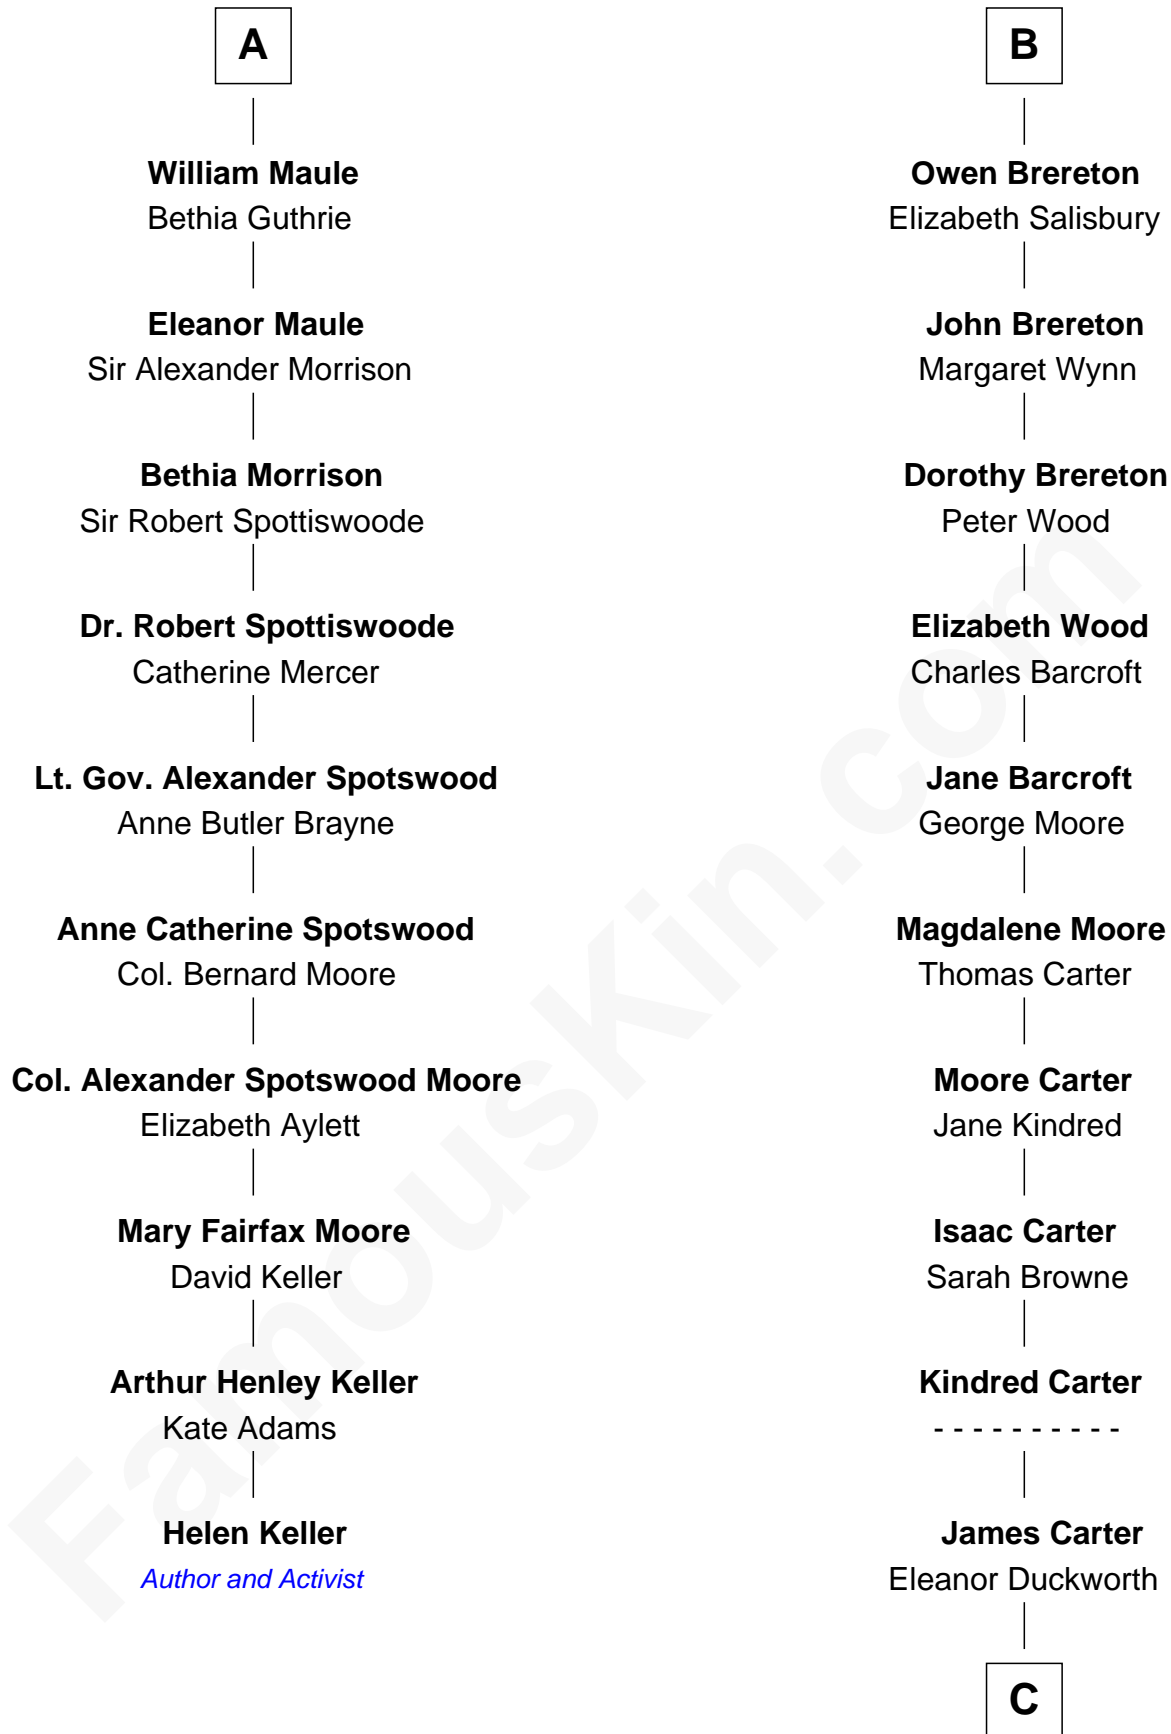 A
William Maule
Bethia Guthrie
Eleanor Maule
Sir Alexander Morrison
Bethia Morrison
Sir Robert Spottiswoode
Dr. Robert Spottiswoode
Catherine Mercer
Lt. Gov. Alexander Spotswood
Anne Butler Brayne
Anne Catherine Spotswood
Col. Bernard Moore
Col. Alexander Spotswood Moore
Elizabeth Aylett
Mary Fairfax Moore
David Keller
Arthur Henley Keller
Kate Adams
Helen Keller
Author and Activist
B
Owen Brereton
Elizabeth Salisbury
John Brereton
Margaret Wynn
Dorothy Brereton
Peter Wood
Elizabeth Wood
Charles Barcroft
Jane Barcroft
George Moore
Magdalene Moore
Thomas Carter
Moore Carter
Jane Kindred
Isaac Carter
Sarah Browne
Kindred Carter
- - - - - - - - - -
James Carter
Eleanor Duckworth
C
FamousKin.com